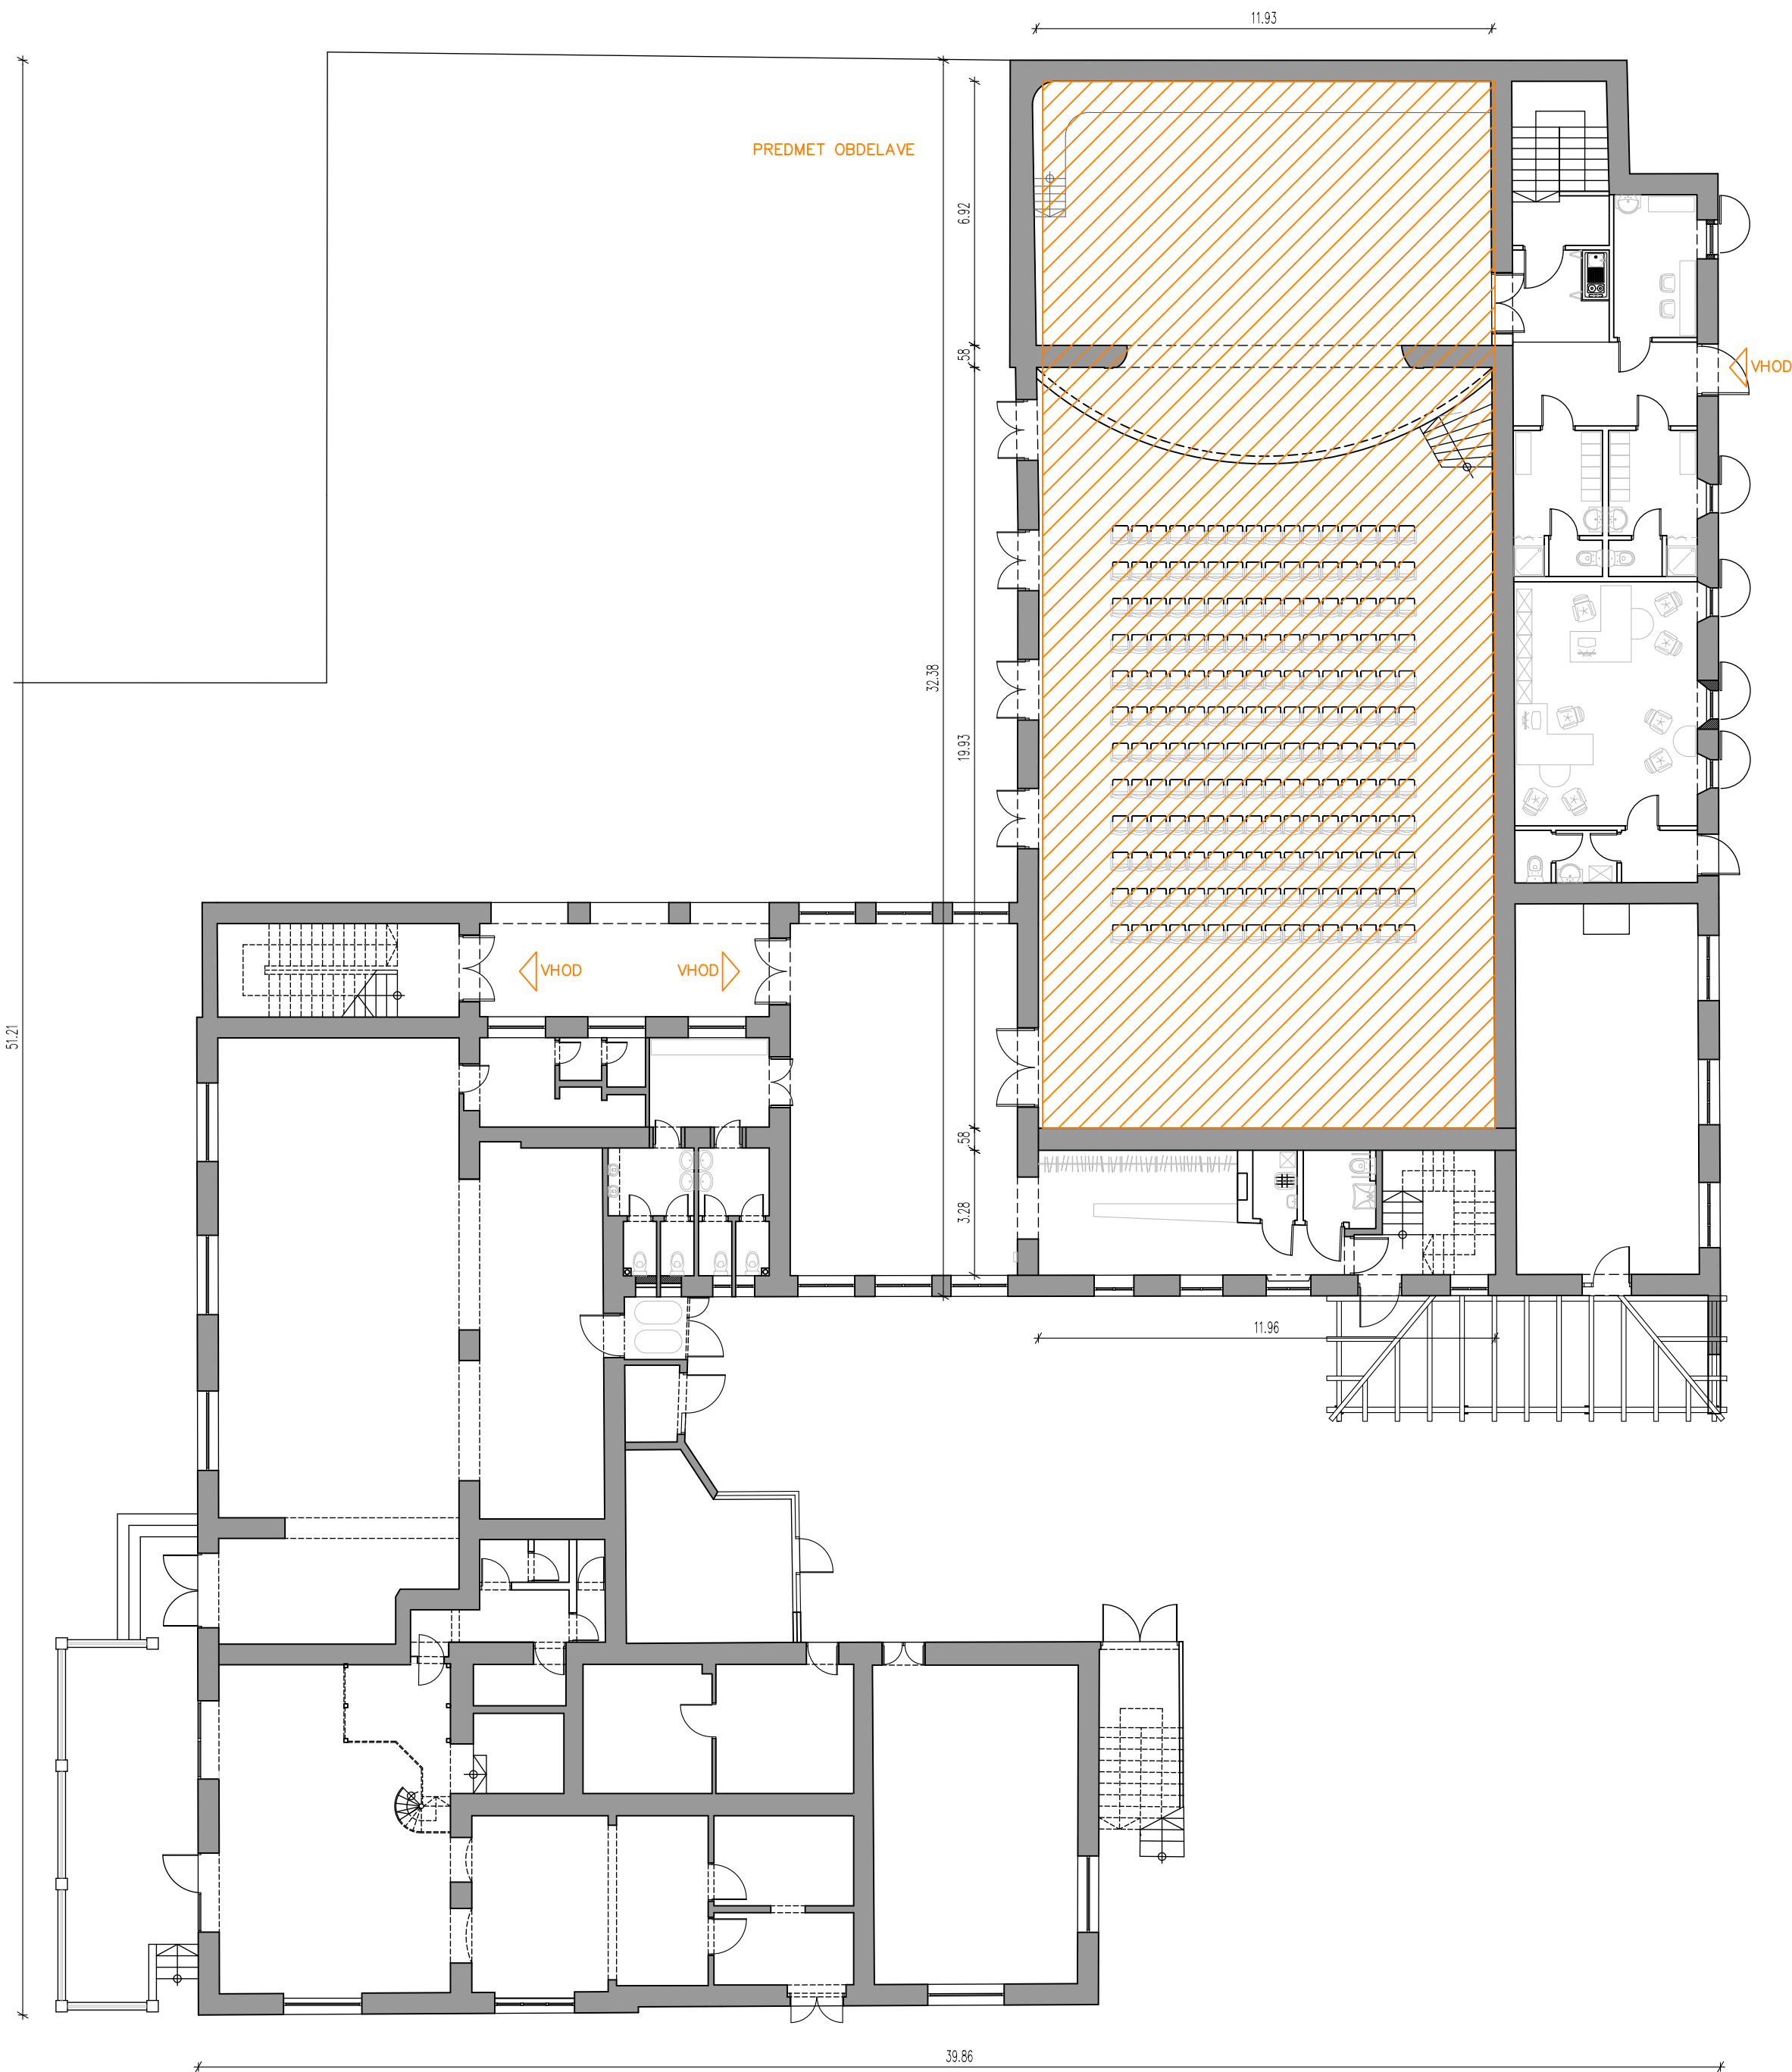 11.93
PREDMET OBDELAVE
6.92
.58
VHOD
32.38
19.93
VHOD
VHOD
51.21
.58
3.28
11.96
39.86